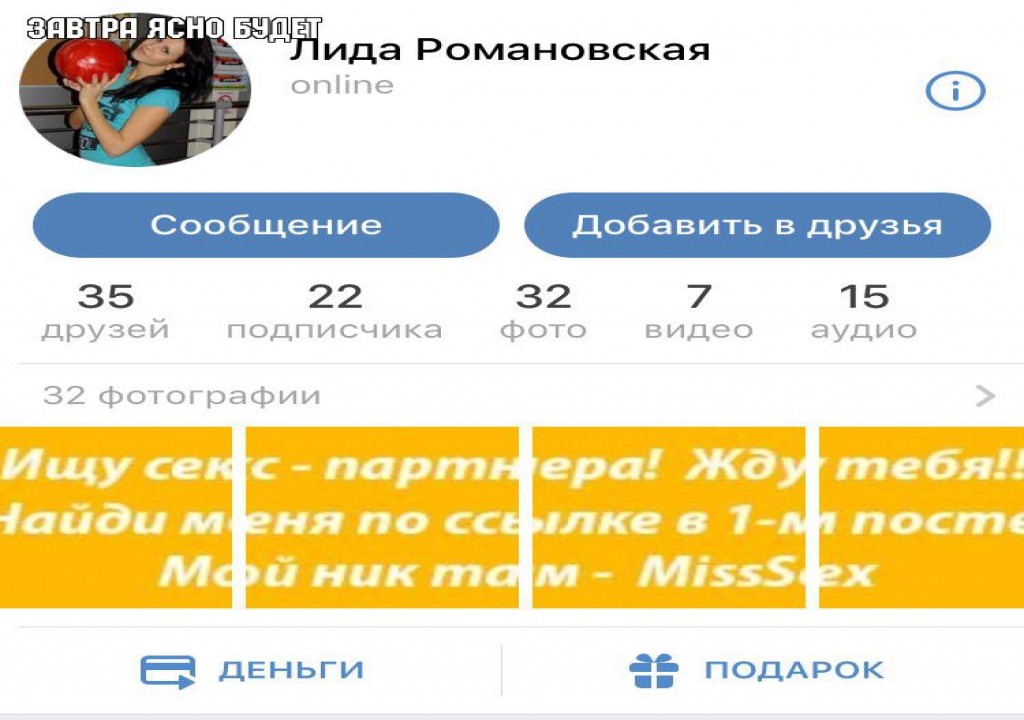 ЗАВТРА ЯСНО БУДЕТ
Лида Романовская
online
Сообщение
Добавить в друзья
35 22 32 7 15
друзей подписчика фото видео аудио
32 фотографии
Ищу секс - партнера! Жду тебя!!
Найди меня по ссылке в 1-м посте
Мой ник там - MissSex
ДЕНЬГИ
ПОДАРОК